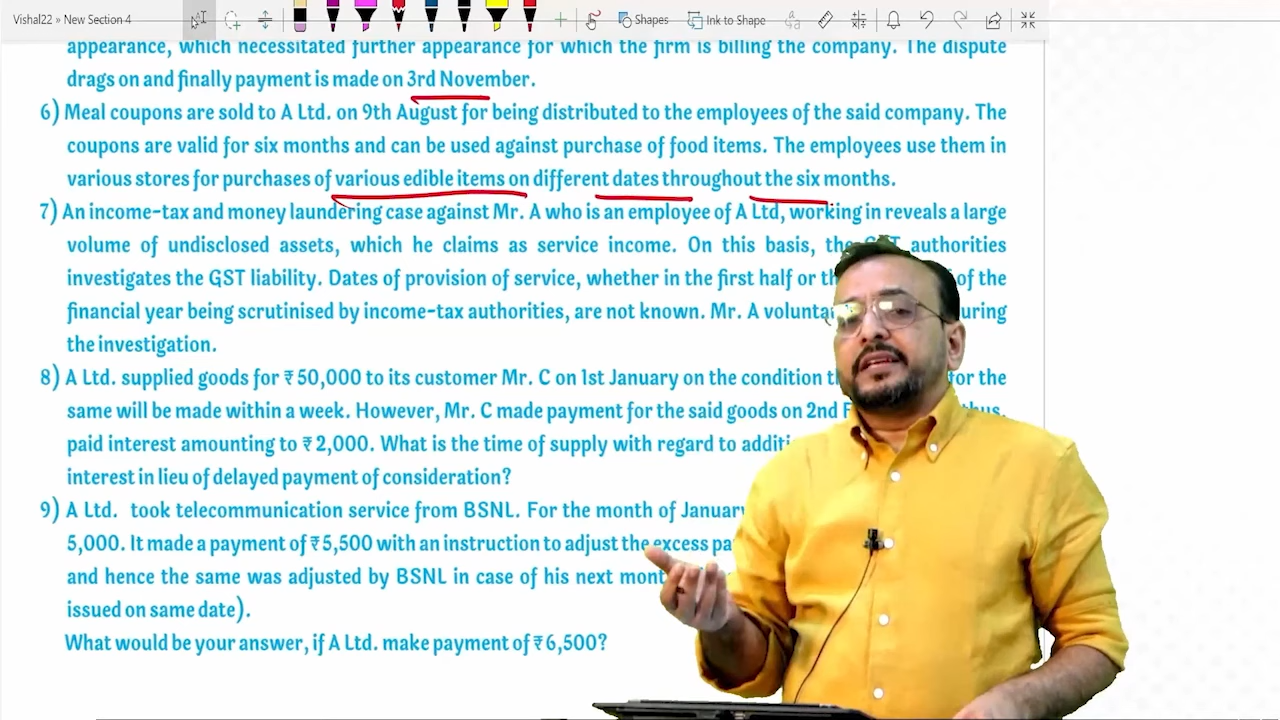 Vishal22 » New Section 4
Shapes
Ink to Shape
appearance, which necessitated further appearance for which the firm is billing the company. The dispute
drags on and finally payment is made on 3rd November.
6) Meal coupons are sold to A Ltd. on 9th August for being distributed to the employees of the said company. The
coupons are valid for six months and can be used against purchase of food items. The employees use them in
various stores for purchases of various edible items on different dates throughout the six months.
7) An income-tax and money laundering case against Mr. A who is an employee of A Ltd, working in reveals a large
volume of undisclosed assets, which he claims as service income. On this basis, the authorities
investigates the GST liability. Dates of provision of service, whether in the first half or of the
financial year being scrutinised by income-tax authorities, are not known. Mr. A
the investigation.
8) A Ltd. supplied goods for ₹ 50,000 to its customer Mr. C on 1st January on the condition for the
same will be made within a week. However, Mr. C made payment for the said goods on 2nd
paid interest amounting to ₹ 2,000. What is the time of supply with regard to
interest in lieu of delayed payment of consideration?
9) A Ltd. took telecommunication service from BSNL. For the month of
5,000. It made a payment of ₹ 5,500 with an instruction to adjust the excess
and hence the same was adjusted by BSNL in case of his next
issued on same date).
What would be your answer, if A Ltd. make payment of ₹ 6,500?